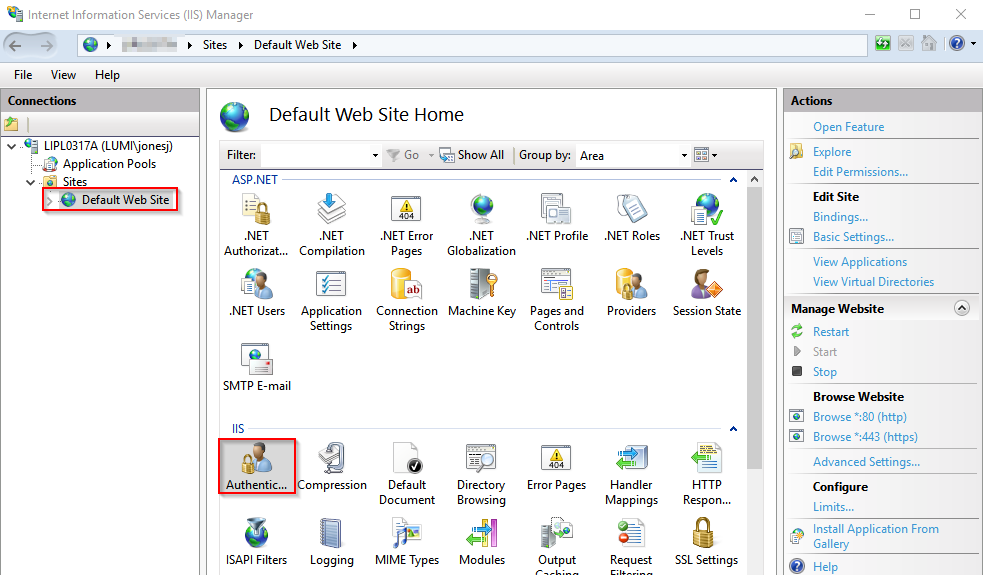 Internet Information Services (IIS) Manager
Sites
Default Web Site
File View Help
Connections
LIPL0317A (LUMI\jonesj)
Application Pools
Sites
Default Web Site
Default Web Site Home
Filter: Go Show All Group by: Area
ASP.NET
.NET Authorizat...
.NET Compilation
.NET Error Pages
.NET Globalization
.NET Profile
.NET Roles
.NET Trust Levels
.NET Users
Application Settings
Connection Strings
Machine Key
Pages and Controls
Providers
Session State
SMTP E-mail
IIS
Authentic...
Compression
Default Document
Directory Browsing
Error Pages
Handler Mappings
HTTP Respon...
ISAPI Filters
Logging
MIME Types
Modules
Output Caching
Request Filtering
SSL Settings
Actions
Open Feature
Explore
Edit Permissions...
Edit Site
Bindings...
Basic Settings...
View Applications
View Virtual Directories
Manage Website
Restart
Start
Stop
Browse Website
Browse *:80 (http)
Browse *:443 (https)
Advanced Settings...
Configure
Limits...
Install Application From
Gallery
Help